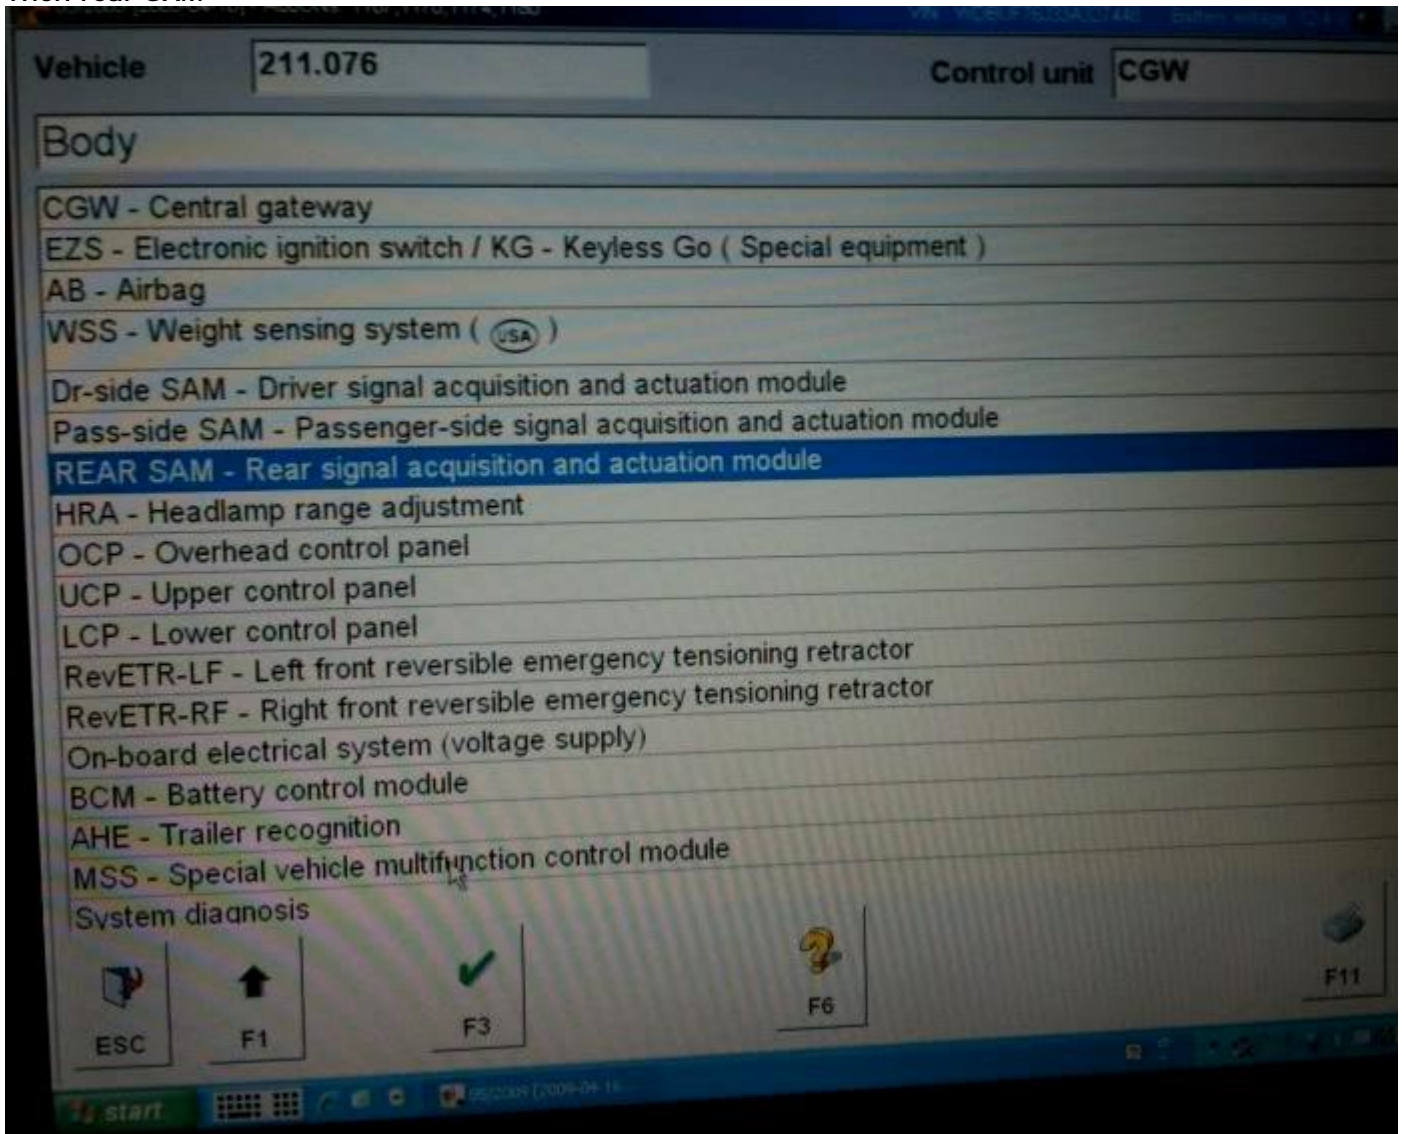 Then rear SAM
Vehicle 211.076 Control unit CGW
Body
CGW - Central gateway
EZS - Electronic ignition switch / KG - Keyless Go ( Special equipment )
AB - Airbag
WSS - Weight sensing system ( USA )
Dr-side SAM - Driver signal acquisition and actuation module
Pass-side SAM - Passenger-side signal acquisition and actuation module
REAR SAM - Rear signal acquisition and actuation module
HRA - Headlamp range adjustment
OCP - Overhead control panel
UCP - Upper control panel
LCP - Lower control panel
RevETR-LF - Left front reversible emergency tensioning retractor
RevETR-RF - Right front reversible emergency tensioning retractor
On-board electrical system (voltage supply)
BCM - Battery control module
AHE - Trailer recognition
MSS - Special vehicle multifunction control module
System diagnosis
ESC F1 F3 F6 F11
start